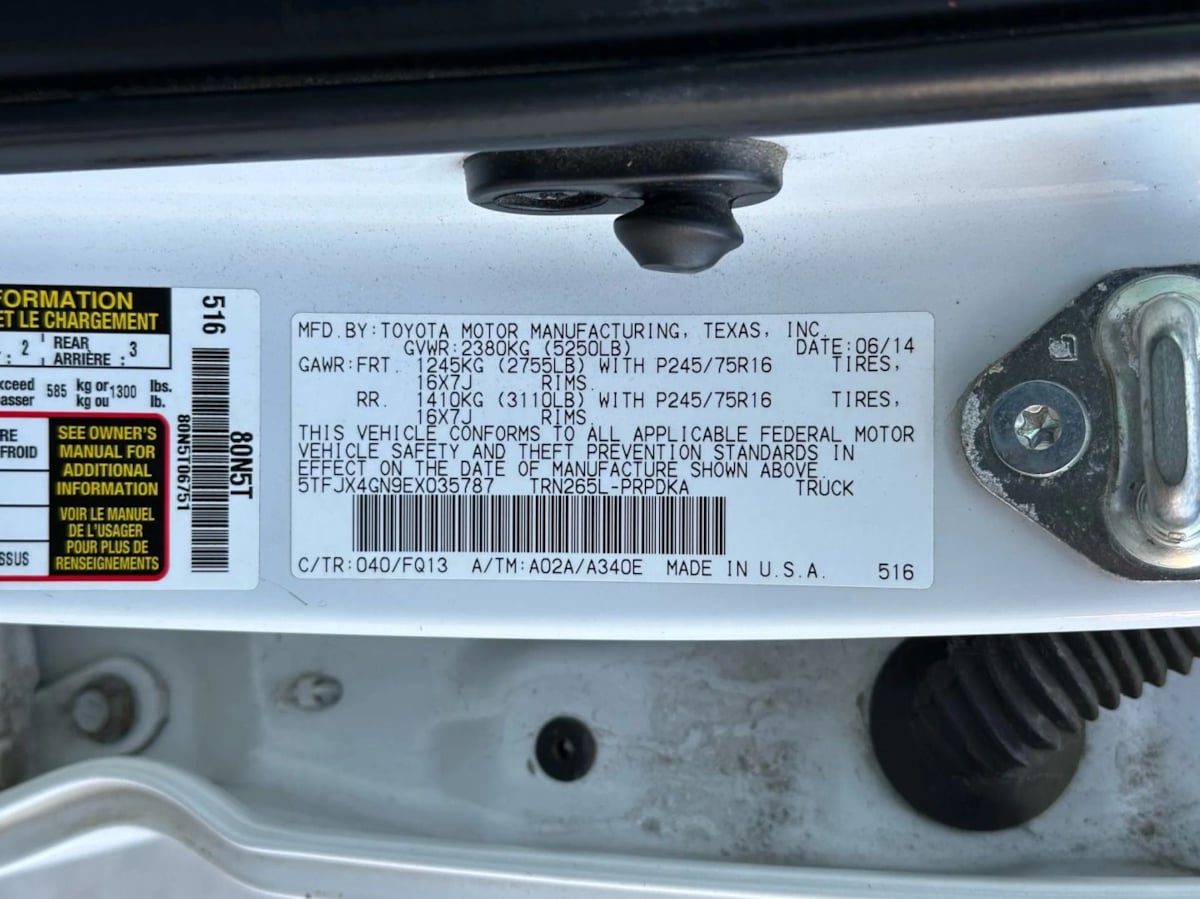 FORMATION
ET LE CHARGEMENT
: 2 REAR ARRIÈRE : 3
585 kg or kg ou 1300 lbs. lb.
FROID
SEE OWNER'S
MANUAL FOR
ADDITIONAL
INFORMATION
VOIR LE MANUEL
DE L'USAGER
POUR PLUS DE
RENSEIGNEMENTS
516
80N5T06751
80N5T
MFD.BY:TOYOTA MOTOR MANUFACTURING, TEXAS, INC.
GVWR:2380KG (5250LB) DATE:06/14
GAWR:FRT. 1245KG (2755LB) WITH P245/75R16 TIRES,
16X7J RIMS.
RR. 1410KG (3110LB) WITH P245/75R16 TIRES,
16X7J RIMS.
THIS VEHICLE CONFORMS TO ALL APPLICABLE FEDERAL MOTOR
VEHICLE SAFETY AND THEFT PREVENTION STANDARDS IN
EFFECT ON THE DATE OF MANUFACTURE SHOWN ABOVE.
5TFJX4GN9EX035787 TRN265L-PRPDKA TRUCK
C/TR:040/FQ13 A/TM:A02A/A340E MADE IN U.S.A. 516